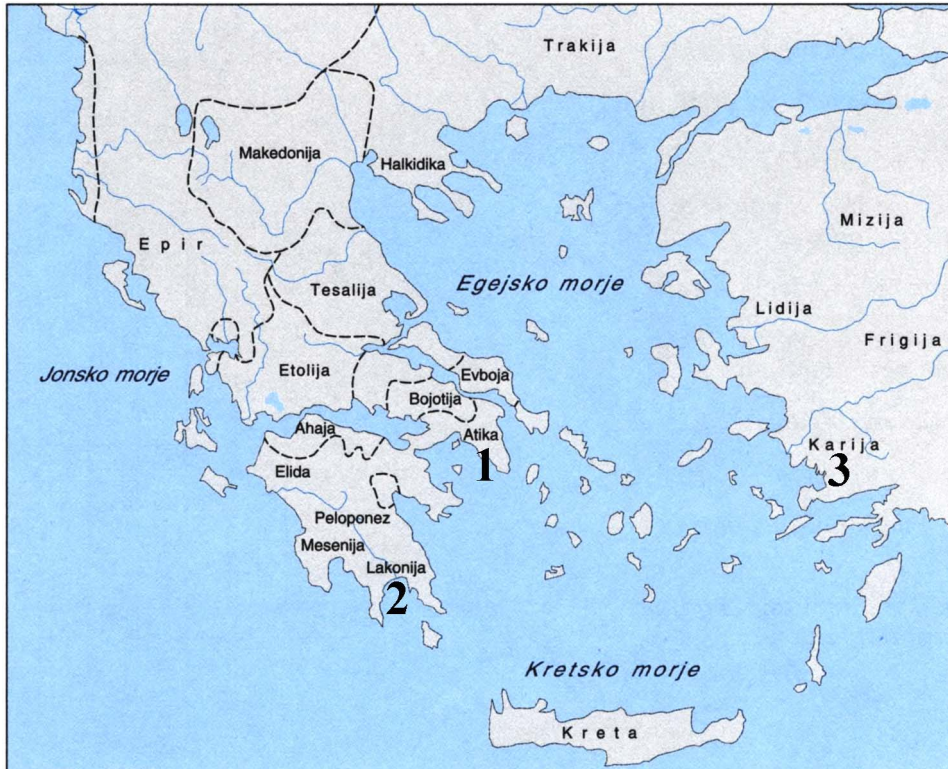 Trakija
Makedonija
Halkidika
Mizija
Epir
Egejsko morje
Tesalija
Lidija
Frigija
Jonsko morje
Etolija
Evboja
Bojotija
Ahaja
Atika
Karija
1
3
Elida
Peloponez
Mesenija
Lakonija
2
Kretsko morje
Kreta